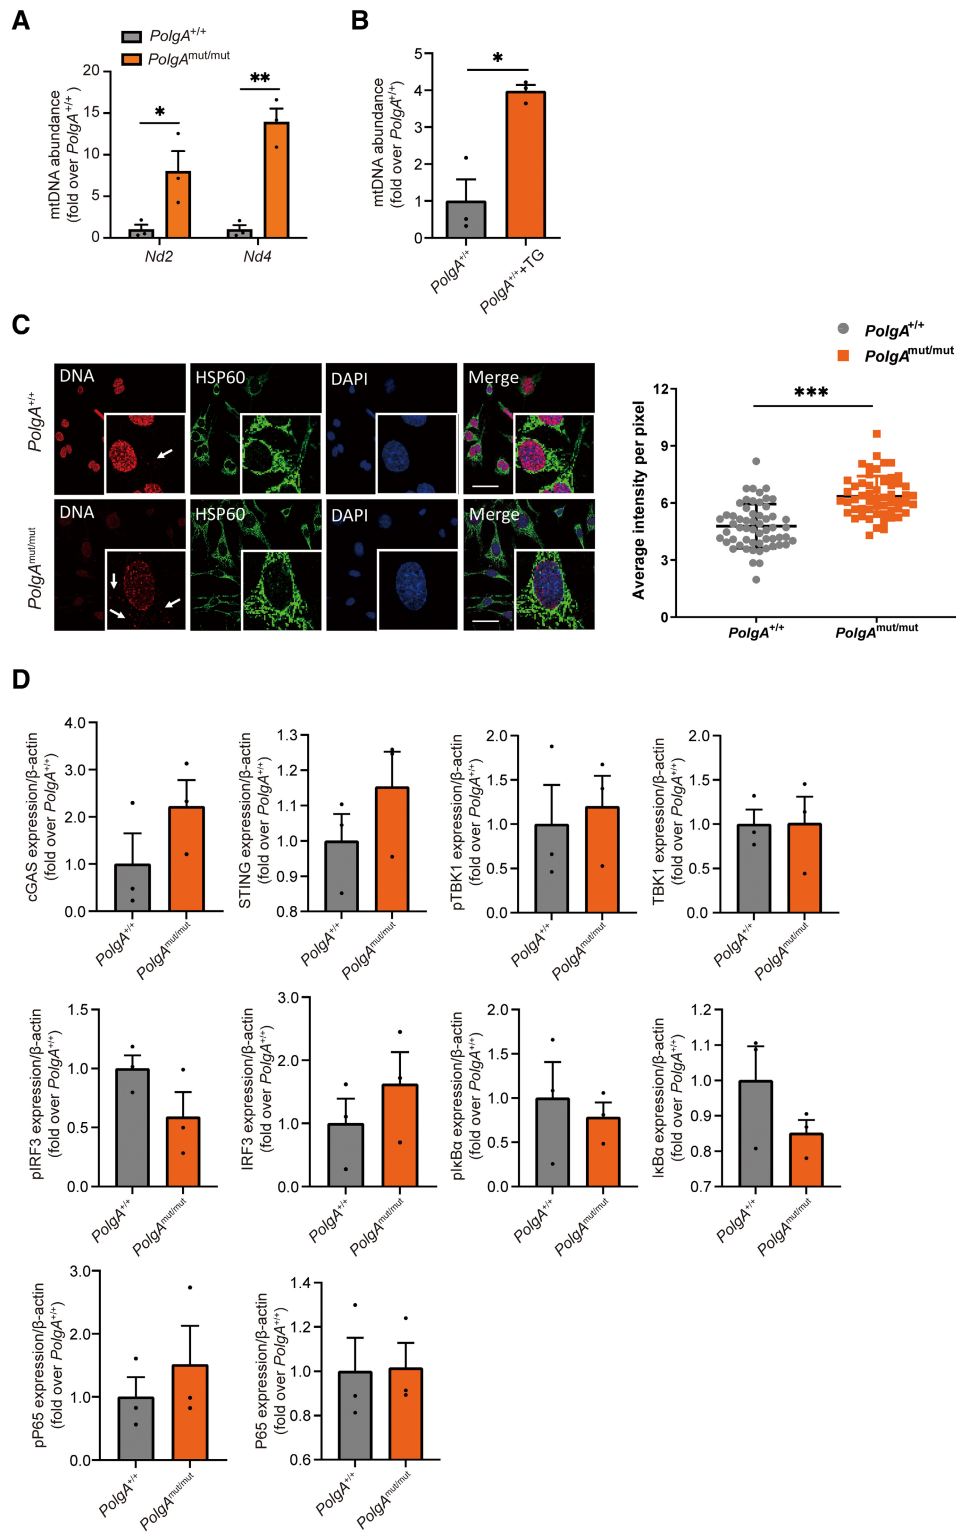 A
PolgA+/+
PolgAmut/mut
mtDNA abundance
(fold over PolgA+/+)
20
15
10
5
0
*
**
Nd2
Nd4
B
mtDNA abundance
(fold over PolgA+/+)
5
4
3
2
1
0
*
PolgA+/+
PolgA+/++TG
C
PolgA+/+
DNA
HSP60
DAPI
Merge
PolgAmut/mut
DNA
HSP60
DAPI
Merge
PolgA+/+
PolgAmut/mut
Average intensity per pixel
12
9
6
3
0
***
PolgA+/+
PolgAmut/mut
D
cGAS expression/β-actin
(fold over PolgA+/+)
4.0
3.0
2.0
1.0
0.0
PolgA+/+
PolgAmut/mut
STING expression/β-actin
(fold over PolgA+/+)
1.3
1.2
1.1
1.0
0.9
0.8
PolgA+/+
PolgAmut/mut
pTBK1 expression/β-actin
(fold over PolgA+/+)
2.0
1.5
1.0
0.5
0.0
PolgA+/+
PolgAmut/mut
TBK1 expression/β-actin
(fold over PolgA+/+)
2.0
1.5
1.0
0.5
0.0
PolgA+/+
PolgAmut/mut
pIRF3 expression/β-actin
(fold over PolgA+/+)
1.5
1.0
0.5
0.0
PolgA+/+
PolgAmut/mut
IRF3 expression/β-actin
(fold over PolgA+/+)
3.0
2.0
1.0
0.0
PolgA+/+
PolgAmut/mut
pIκBα expression/β-actin
(fold over PolgA+/+)
2.0
1.5
1.0
0.5
0.0
PolgA+/+
PolgAmut/mut
IκBα expression/β-actin
(fold over PolgA+/+)
1.2
1.1
1.0
0.9
0.8
0.7
PolgA+/+
PolgAmut/mut
pP65 expression/β-actin
(fold over PolgA+/+)
3.0
2.0
1.0
0.0
PolgA+/+
PolgAmut/mut
P65 expression/β-actin
(fold over PolgA+/+)
1.4
1.2
1.0
0.8
0.6
PolgA+/+
PolgAmut/mut